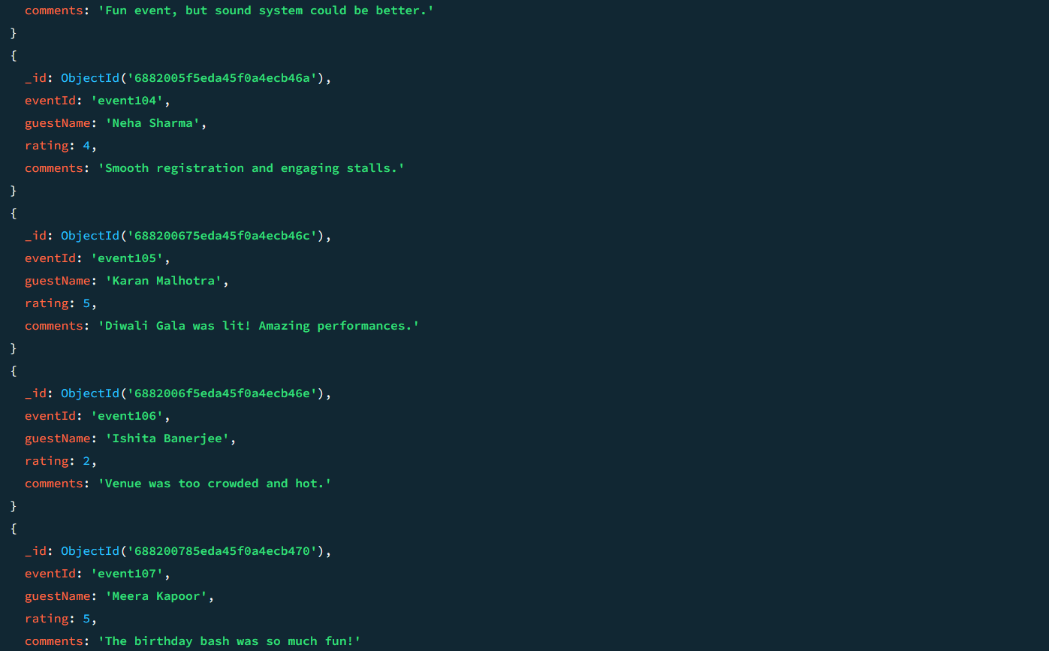 comments: 'Fun event, but sound system could be better.'
}
{
_id: ObjectId('6882005f5eda45f0a4ecb46a'),
eventId: 'event104',
guestName: 'Neha Sharma',
rating: 4,
comments: 'Smooth registration and engaging stalls.'
}
{
_id: ObjectId('688200675eda45f0a4ecb46c'),
eventId: 'event105',
guestName: 'Karan Malhotra',
rating: 5,
comments: 'Diwali Gala was lit! Amazing performances.'
}
{
_id: ObjectId('6882006f5eda45f0a4ecb46e'),
eventId: 'event106',
guestName: 'Ishita Banerjee',
rating: 2,
comments: 'Venue was too crowded and hot.'
}
{
_id: ObjectId('688200785eda45f0a4ecb470'),
eventId: 'event107',
guestName: 'Meera Kapoor',
rating: 5,
comments: 'The birthday bash was so much fun!'